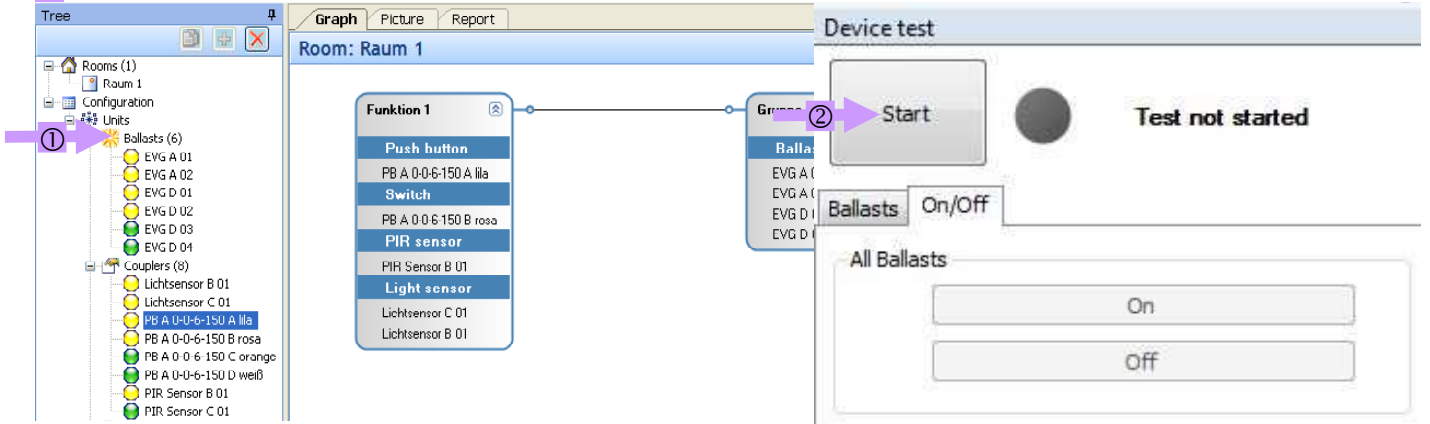 Tree
Rooms (1)
Raum 1
Configuration
Units
① Ballasts (6)
EVG A 01
EVG A 02
EVG D 01
EVG D 02
EVG D 03
EVG D 04
Couplers (8)
Lichtsensor B 01
Lichtsensor C 01
PB A 0-0-6-150 A lila
PB A 0-0-6-150 B rosa
PB A 0-0-6-150 C orange
PB A 0-0-6-150 D weiß
PIR Sensor B 01
PIR Sensor C 01
Graph Picture Report
Room: Raum 1
Funktion 1
Push button
PB A 0-0-6-150 A lila
Switch
PB A 0-0-6-150 B rosa
PIR sensor
PIR Sensor B 01
Light sensor
Lichtsensor C 01
Lichtsensor B 01
EVG A
EVG A
EVG D
EVG D
Device test
② Start
Test not started
Ballasts On/Off
All Ballasts
On
Off